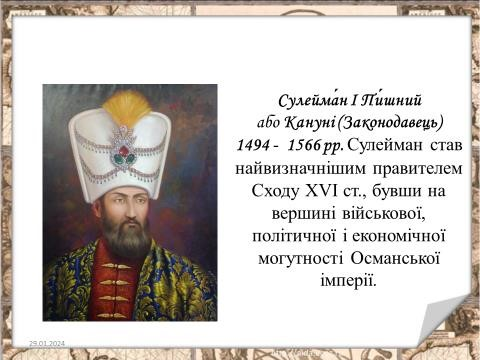 Сулейма́н I Пи́шний
або Кануні (Законодавець)
1494 - 1566 рр. Сулейман став
найвизначнішим правителем
Сходу XVI ст., бувши на
вершині військової,
політичної і економічної
могутності Османської
імперії.
29.01.2024